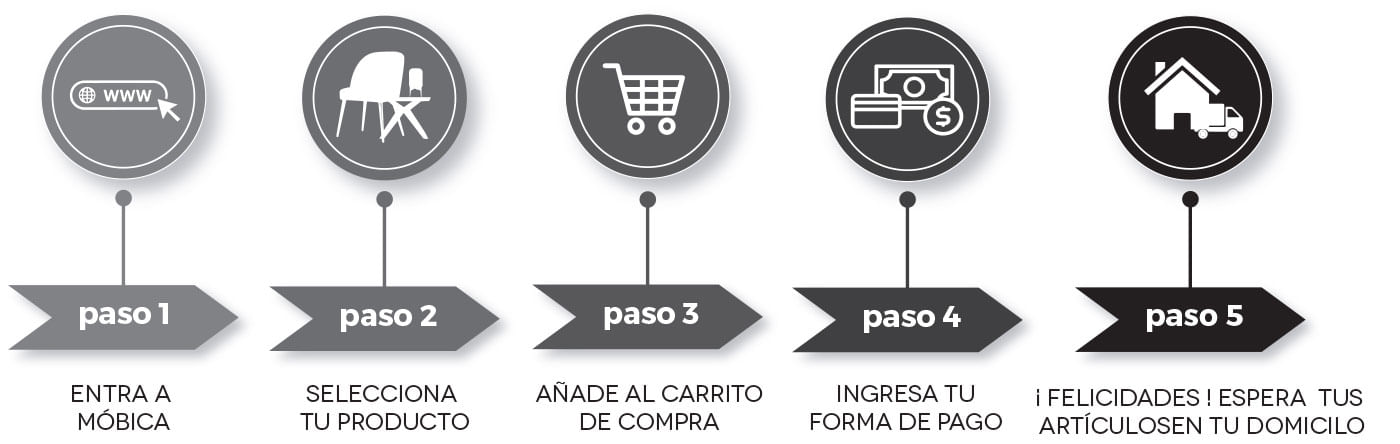 WWW
$
paso 1
ENTRA A
MÓBICA
paso 2
SELECCIONA
TU PRODUCTO
paso 3
AÑADE AL CARRITO
DE COMPRA
paso 4
INGRESA TU
FORMA DE PAGO
paso 5
¡ FELICIDADES ! ESPERA TUS
ARTÍCULOSEN TU DOMICILO